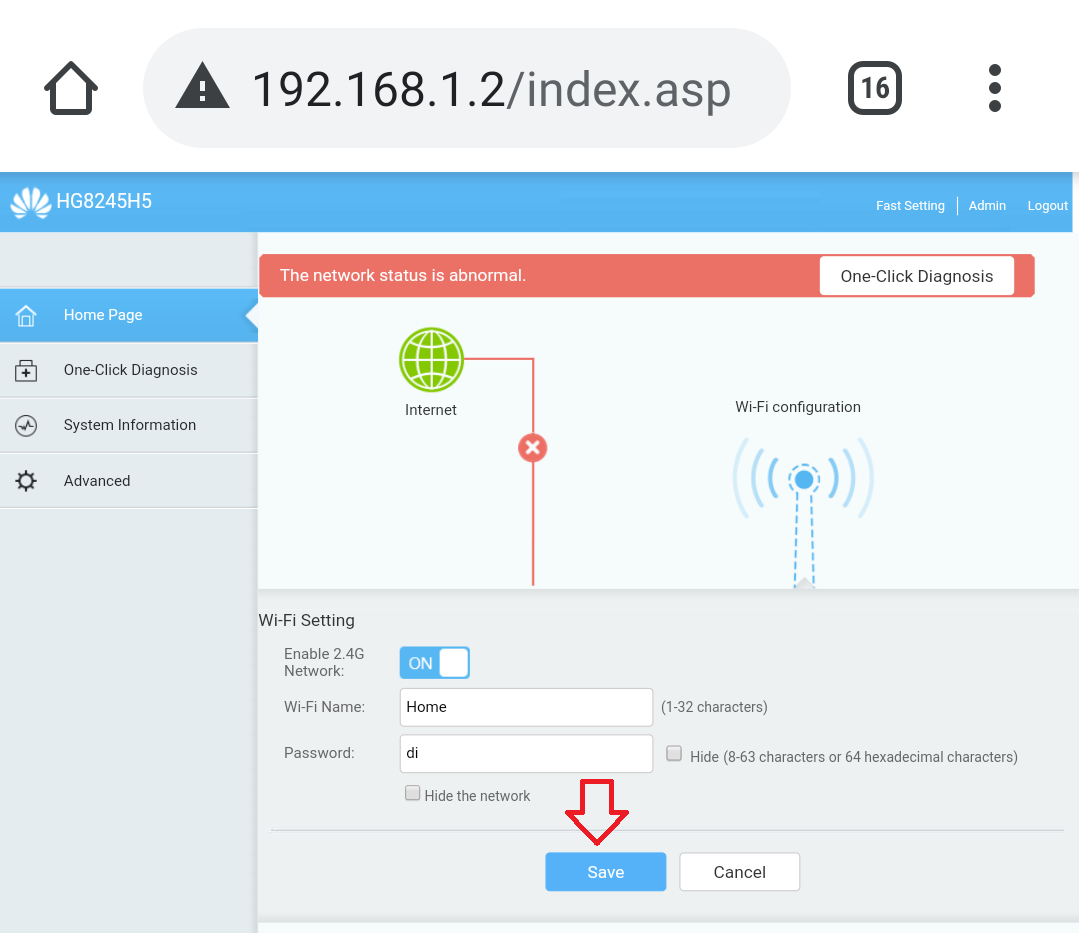 192.168.1.2/index.asp
16
HG8245H5
Fast Setting Admin Logout
The network status is abnormal. One-Click Diagnosis
Home Page
One-Click Diagnosis
System Information
Advanced
Internet
Wi-Fi configuration
Wi-Fi Setting
Enable 2.4G
Network:
ON
Wi-Fi Name: Home (1-32 characters)
Password: di Hide (8-63 characters or 64 hexadecimal characters)
Hide the network
Save Cancel